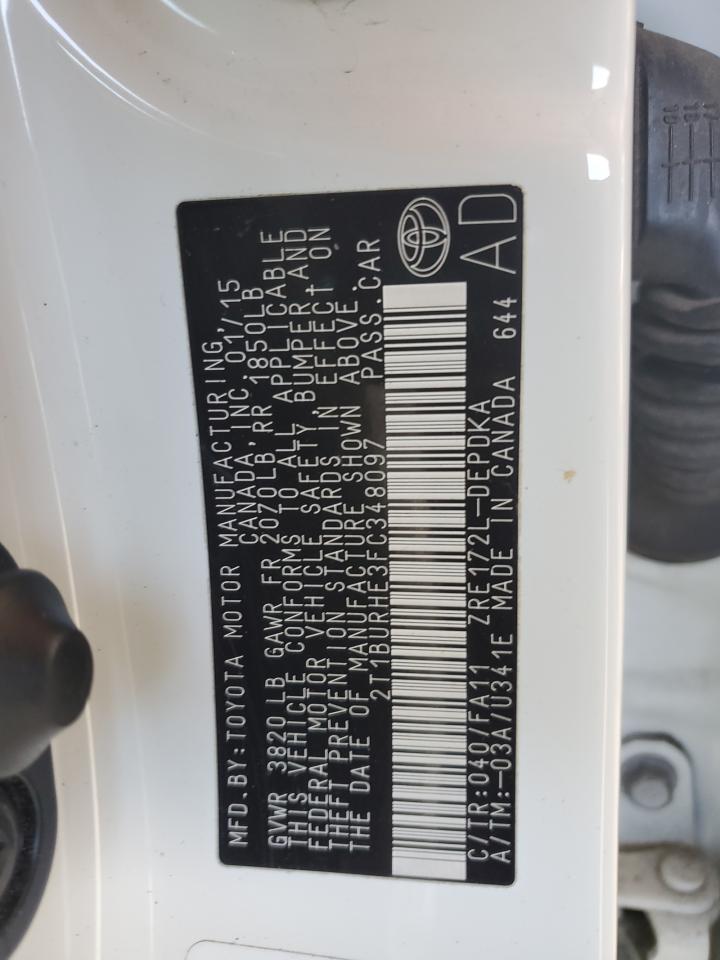 MFD.BY:TOYOTA MOTOR MANUFACTURING,
CANADA, INC. 01/15
GVWR 3820 LB GAWR FR 2070LB, RR 1850LB
THIS VEHICLE CONFORMS TO ALL APPLICABLE
FEDERAL MOTOR VEHICLE SAFETY, BUMPER, AND
THEFT PREVENTION STANDARDS IN EFFECT ON
THE DATE OF MANUFACTURE SHOWN ABOVE.
2T1BURHE3FC348097 PASS.CAR
C/TR:040/FA11 ZRE172L-DEPDKA
A/TM:-03A/U341E MADE IN CANADA 644
AD